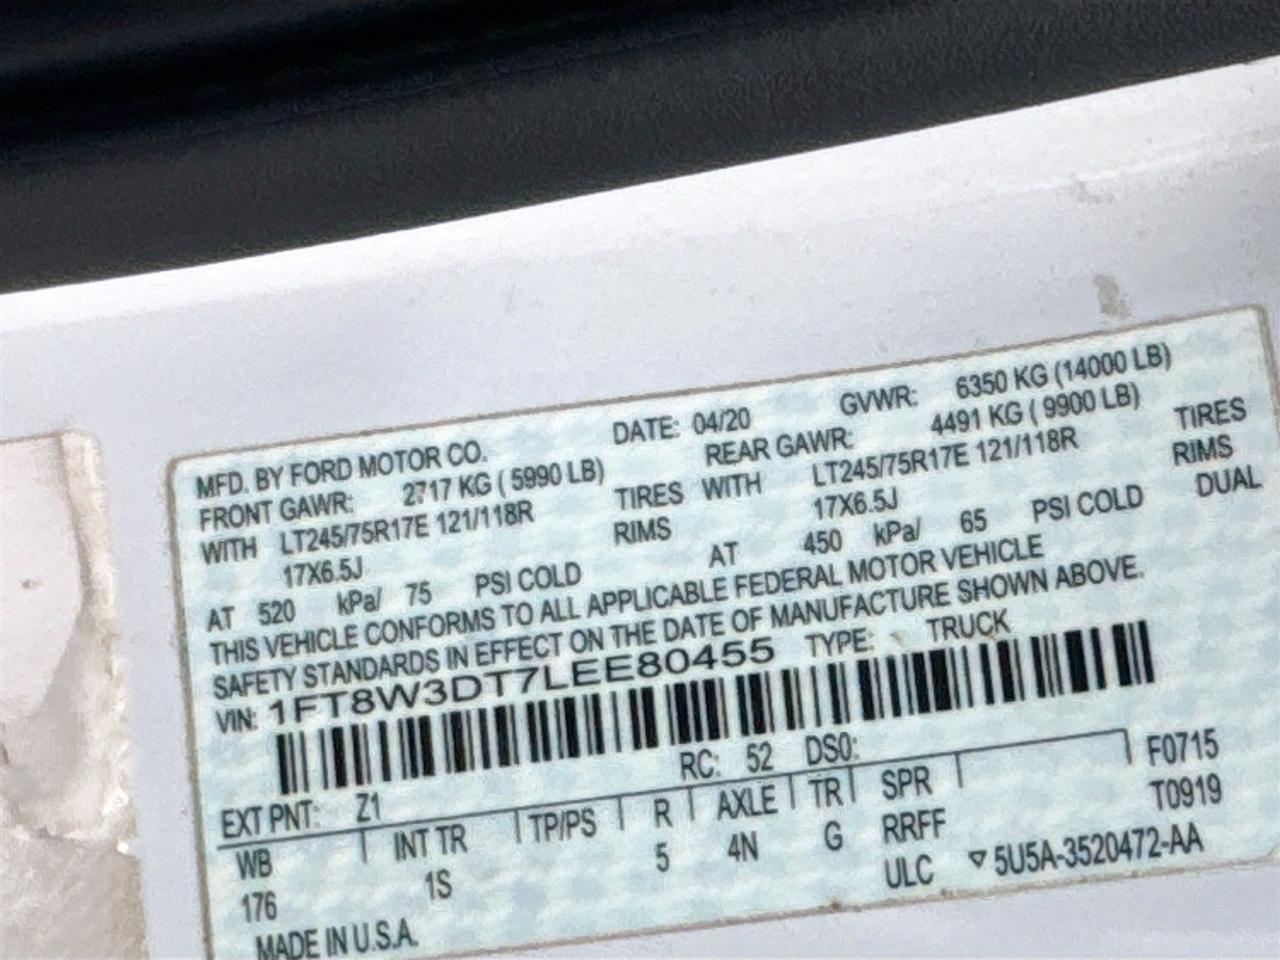 MFD. BY FORD MOTOR CO. DATE: 04/20 GVWR: 6350 KG (14000 LB)
FRONT GAWR: 2717 KG ( 5990 LB) REAR GAWR: 4491 KG ( 9900 LB)
WITH LT245/75R17E 121/118R TIRES WITH LT245/75R17E 121/118R TIRES
17X6.5J RIMS 17X6.5J RIMS
AT 520 kPa/ 75 PSI COLD AT 450 kPa/ 65 PSI COLD DUAL
THIS VEHICLE CONFORMS TO ALL APPLICABLE FEDERAL MOTOR VEHICLE
SAFETY STANDARDS IN EFFECT ON THE DATE OF MANUFACTURE SHOWN ABOVE.
VIN: 1FT8W3DT7LEE80455 TYPE: TRUCK
EXT PNT: Z1 RC: 52 DSO: F0715
WB INT TR TP/PS R AXLE TR SPR T0919
176 1S 5 4N G RRFF
ULC ▽ 5U5A-3520472-AA
MADE IN U.S.A.